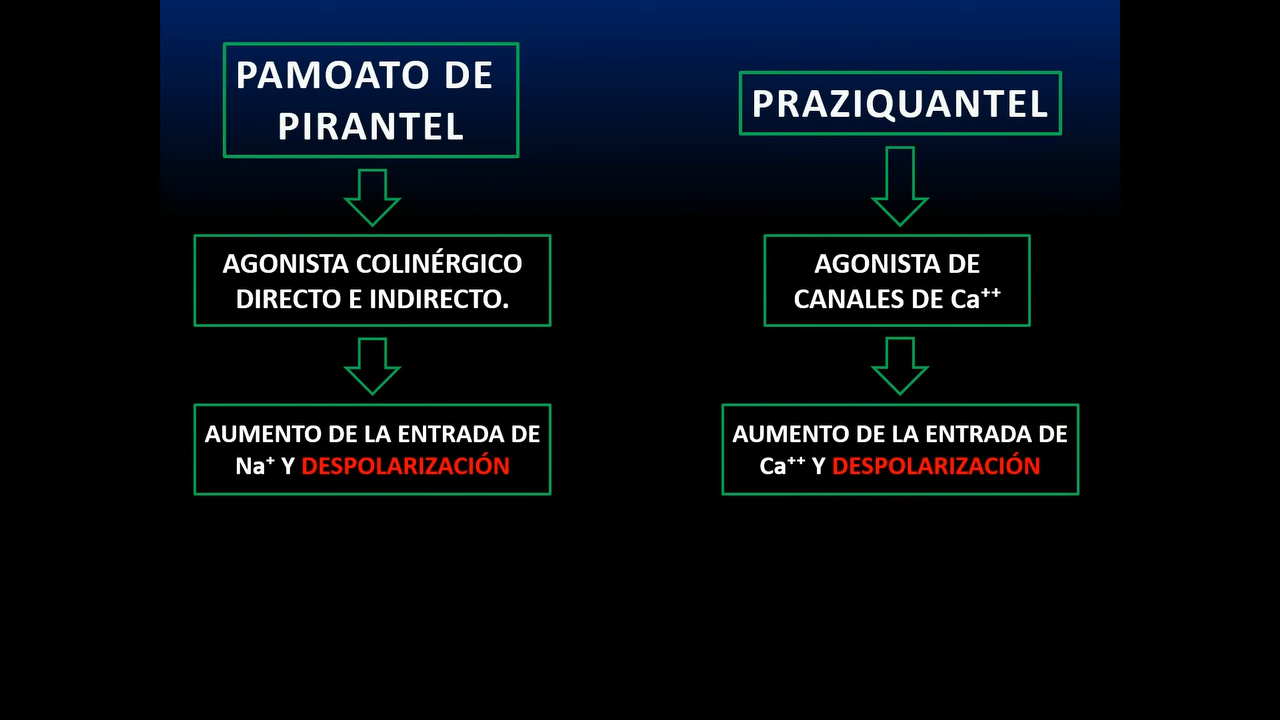 PAMOATO DE
PIRANTEL
AGONISTA COLINÉRGICO
DIRECTO E INDIRECTO.
AUMENTO DE LA ENTRADA DE
Na⁺ Y DESPOLARIZACIÓN
PRAZIQUANTEL
AGONISTA DE
CANALES DE Ca⁺⁺
AUMENTO DE LA ENTRADA DE
Ca⁺⁺ Y DESPOLARIZACIÓN